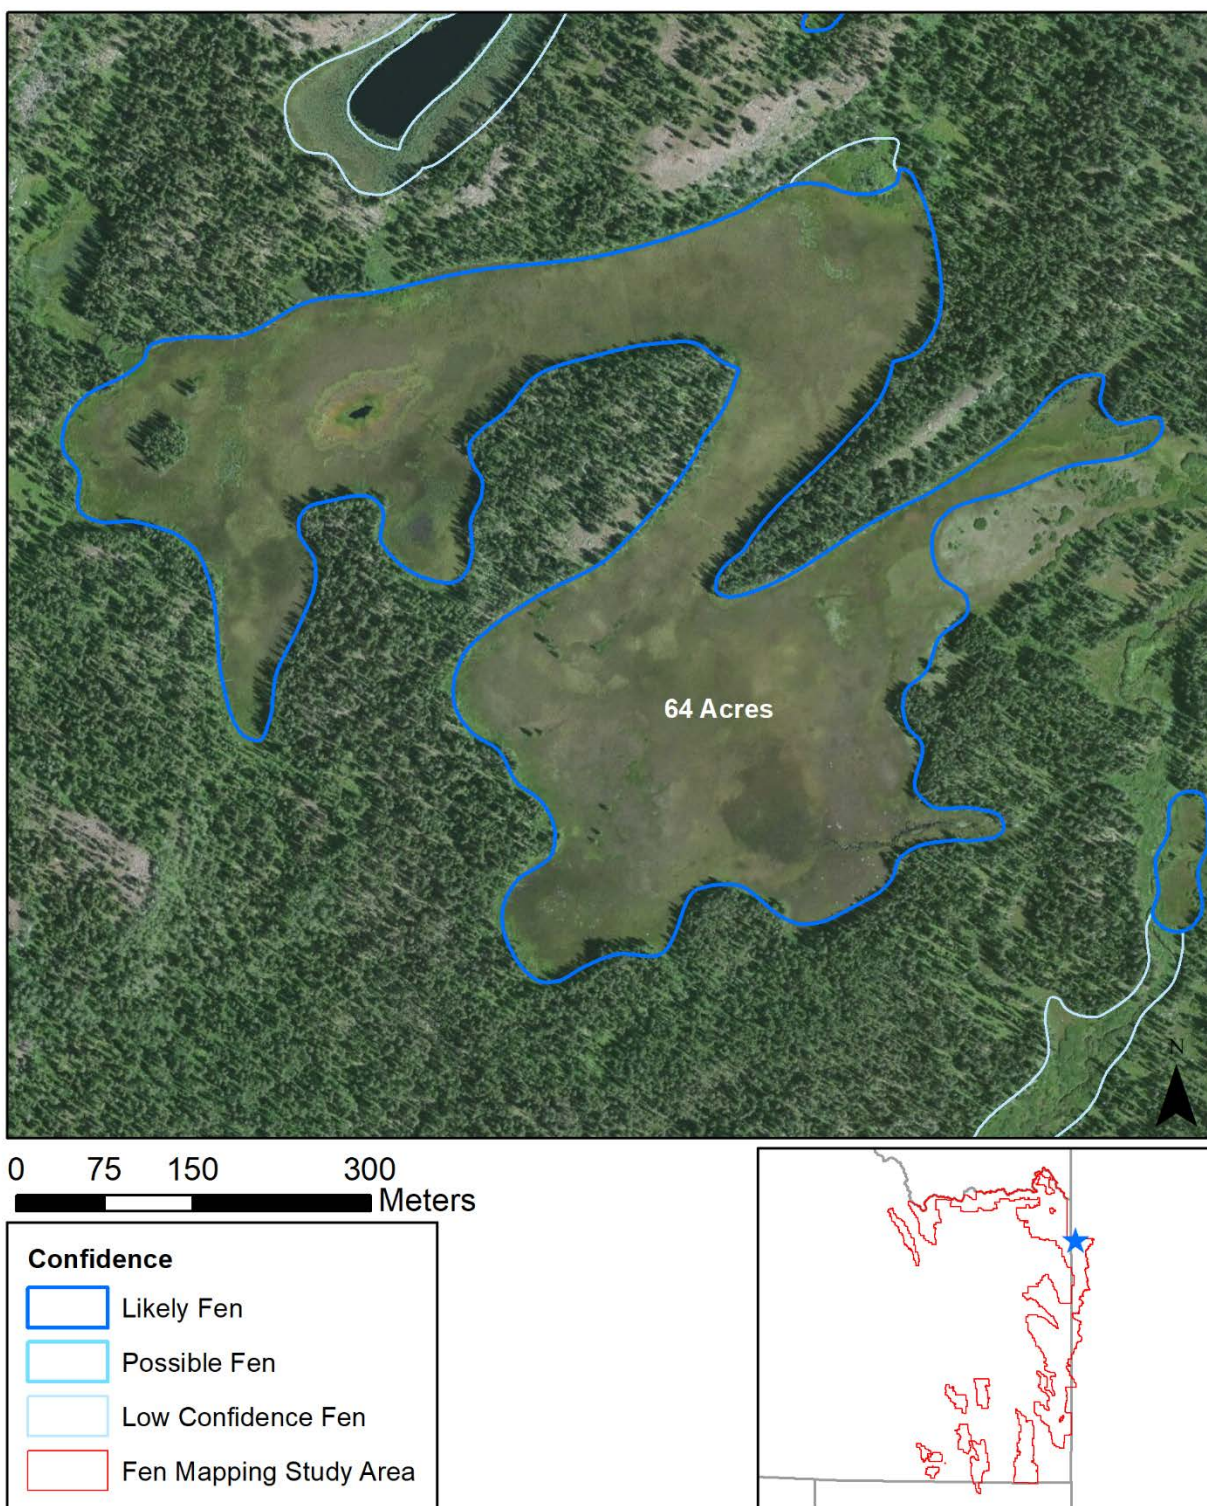 64 Acres
N
0 75 150 300
Meters
Confidence
Likely Fen
Possible Fen
Low Confidence Fen
Fen Mapping Study Area